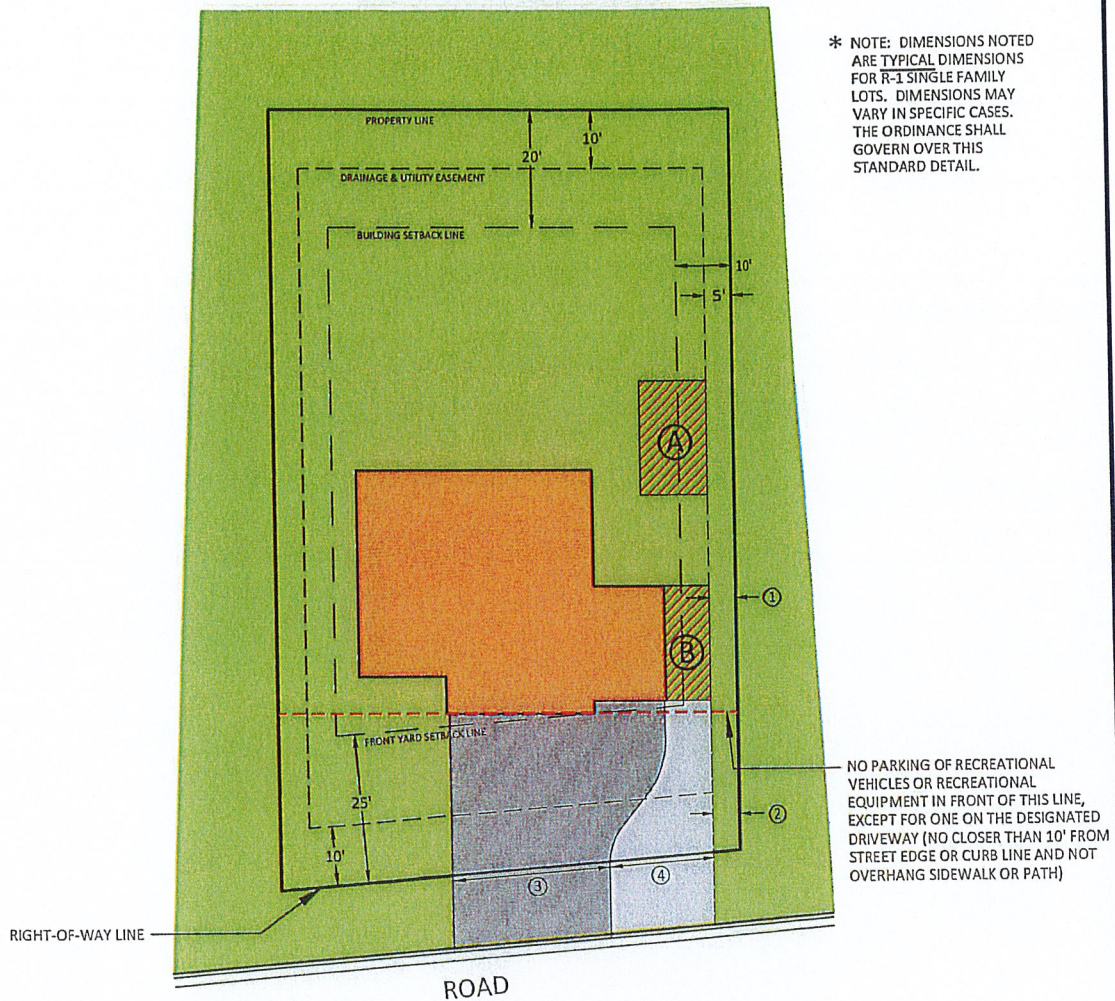 * NOTE: DIMENSIONS NOTED
ARE TYPICAL DIMENSIONS
FOR R-1 SINGLE FAMILY
LOTS. DIMENSIONS MAY
VARY IN SPECIFIC CASES.
THE ORDINANCE SHALL
GOVERN OVER THIS
STANDARD DETAIL.
PROPERTY LINE
20'
10'
DRAINAGE & UTILITY EASEMENT
BUILDING SETBACK LINE
10'
5'
A
1
B
FRONT YARD SETBACK LINE
NO PARKING OF RECREATIONAL
VEHICLES OR RECREATIONAL
EQUIPMENT IN FRONT OF THIS LINE,
EXCEPT FOR ONE ON THE DESIGNATED
DRIVEWAY (NO CLOSER THAN 10' FROM
STREET EDGE OR CURB LINE AND NOT
OVERHANG SIDEWALK OR PATH)
25'
2
10'
3
4
RIGHT-OF-WAY LINE
ROAD